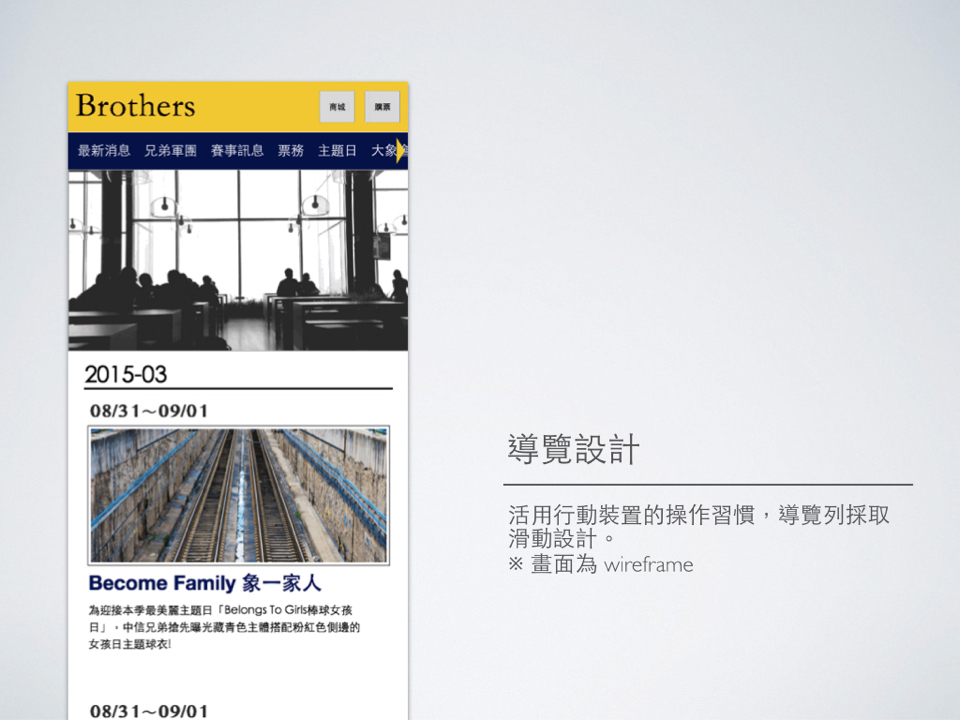 Brothers
商城
購票
最新消息 兄弟軍團 賽事訊息 票務 主題日 大象
2015-03
08/31～09/01
Become Family 象一家人
為迎接本季最美麗主題日「Belongs To Girls棒球女孩
日」，中信兄弟搶先曝光藏青色主體搭配粉紅色側邊的
女孩日主題球衣!
08/31～09/01
導覽設計
活用行動裝置的操作習慣，導覽列採取
滑動設計。
※ 畫面為 wireframe